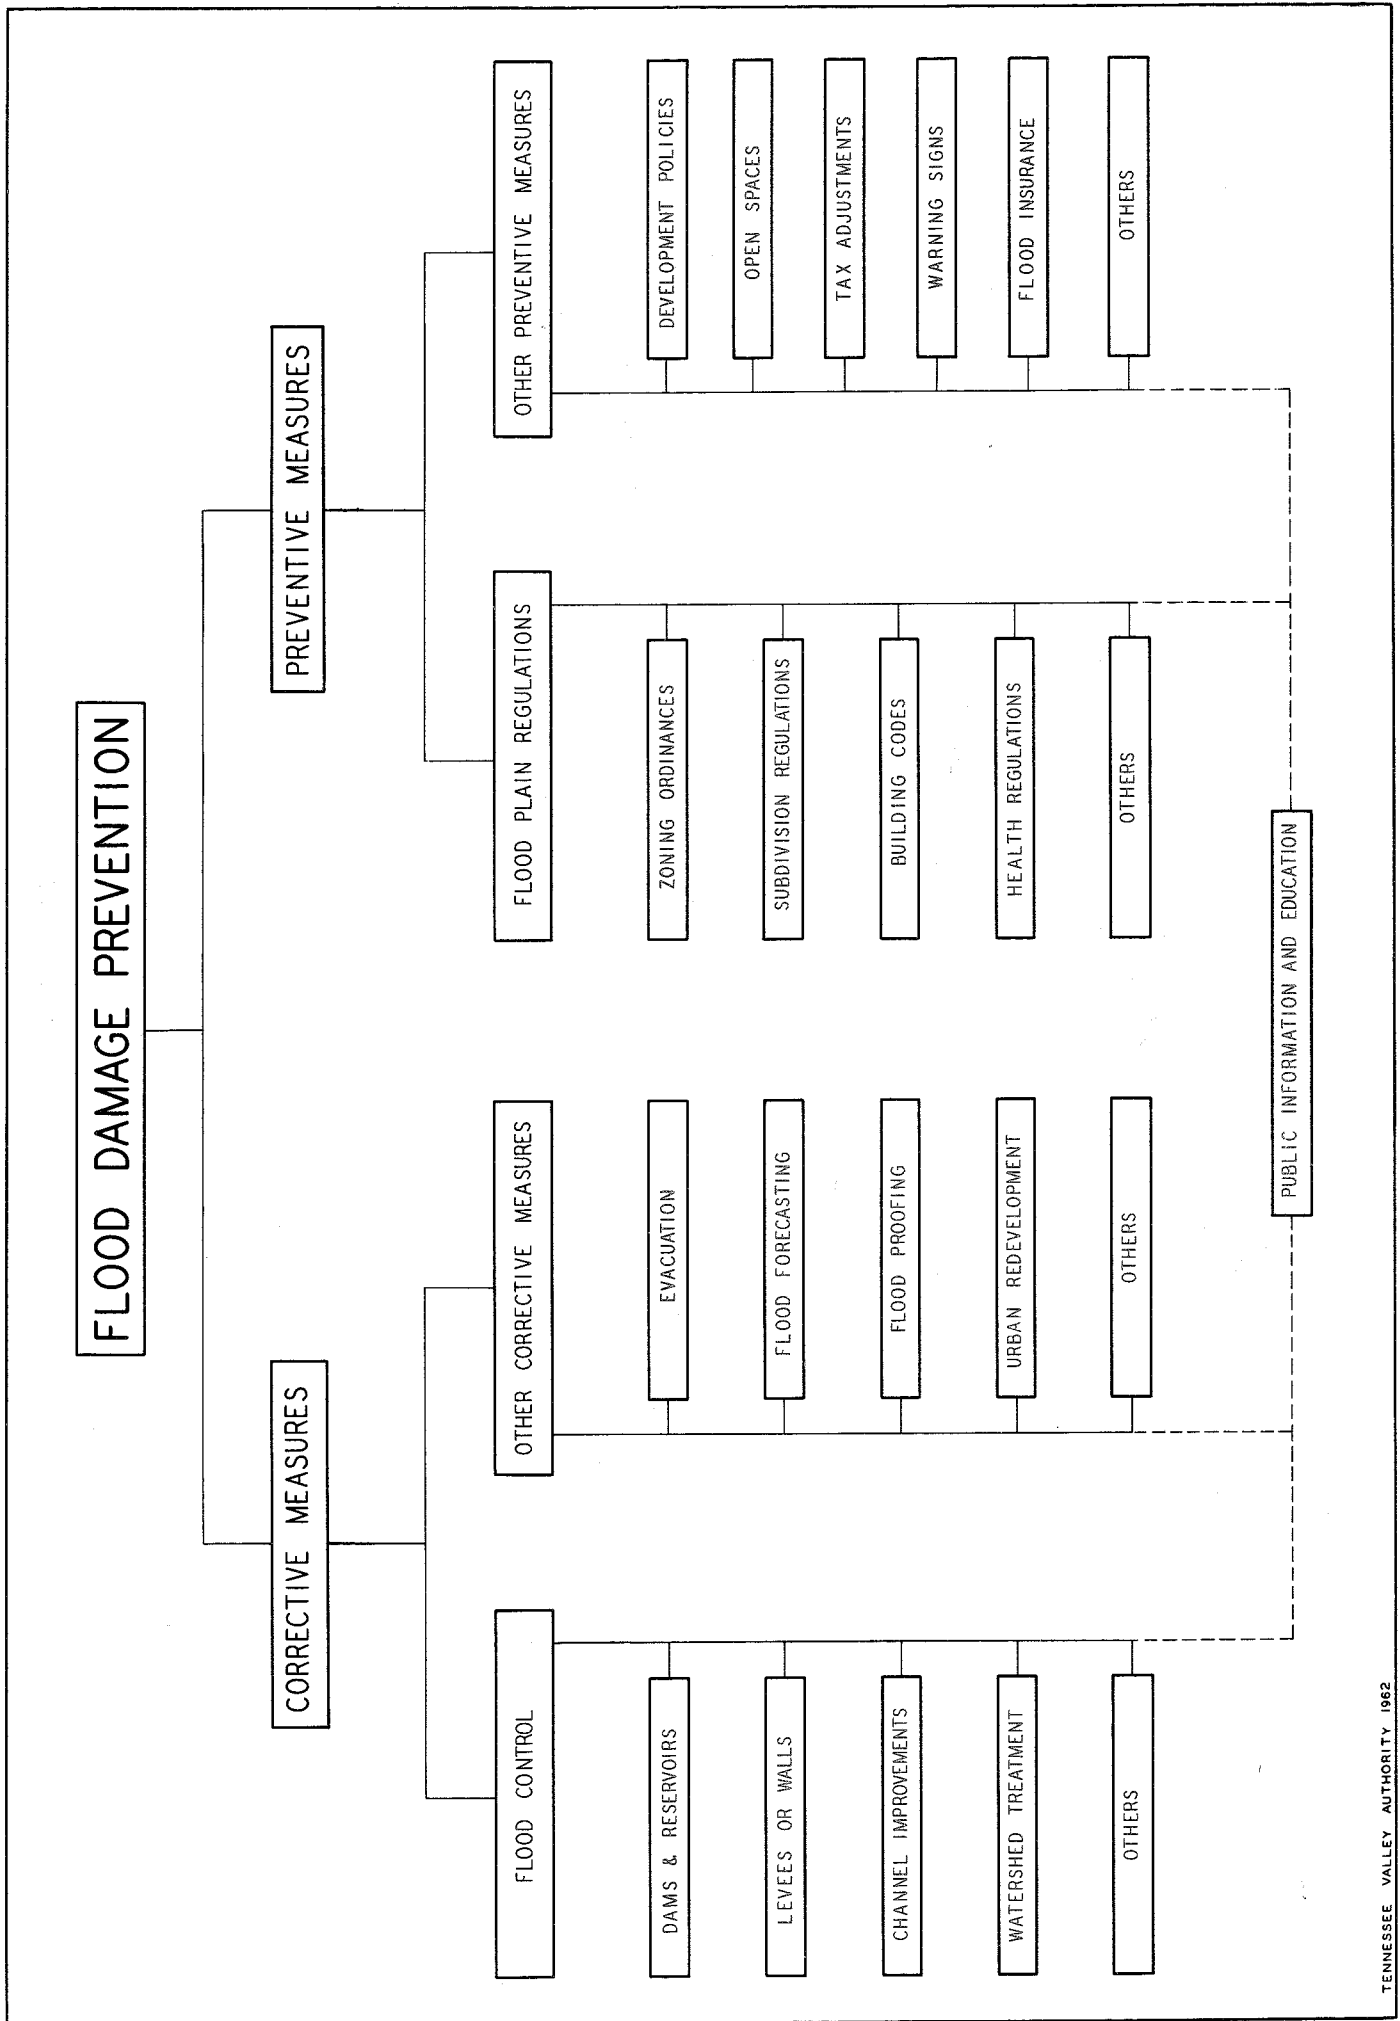 FLOOD DAMAGE PREVENTION
CORRECTIVE MEASURES
PREVENTIVE MEASURES
FLOOD CONTROL
OTHER CORRECTIVE MEASURES
FLOOD PLAIN REGULATIONS
OTHER PREVENTIVE MEASURES
DAMS & RESERVOIRS
LEVEES OR WALLS
CHANNEL IMPROVEMENTS
WATERSHED TREATMENT
OTHERS
EVACUATION
FLOOD FORECASTING
FLOOD PROOFING
URBAN REDEVELOPMENT
OTHERS
ZONING ORDINANCES
SUBDIVISION REGULATIONS
BUILDING CODES
HEALTH REGULATIONS
OTHERS
DEVELOPMENT POLICIES
OPEN SPACES
TAX ADJUSTMENTS
WARNING SIGNS
FLOOD INSURANCE
OTHERS
PUBLIC INFORMATION AND EDUCATION
TENNESSEE VALLEY AUTHORITY 1962